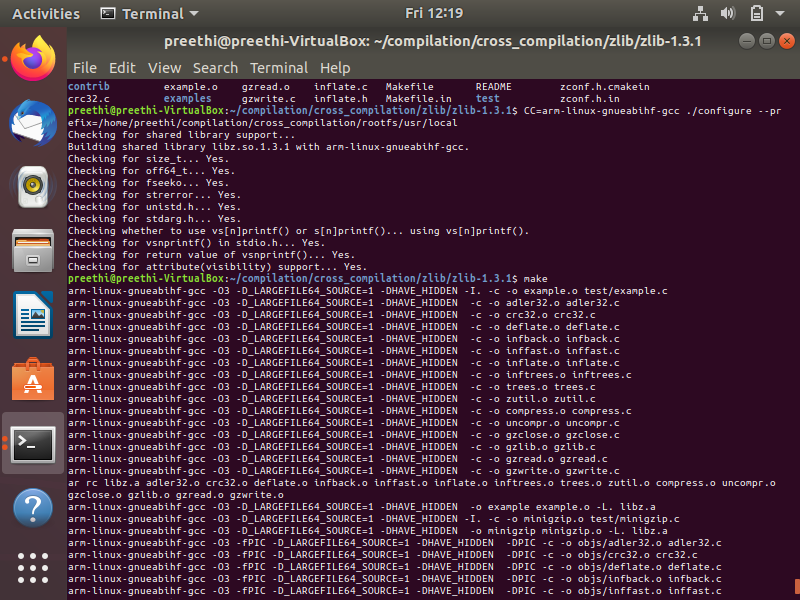 Activities Terminal Fri 12:19
preethi@preethi-VirtualBox: ~/compilation/cross_compilation/zlib/zlib-1.3.1
File Edit View Search Terminal Help
contrib example.o gzread.o inflate.c Makefile README zconf.h.cmakein
crc32.c examples gzwrite.c inflate.h Makefile.in test zconf.h.in
preethi@preethi-VirtualBox:~/compilation/cross_compilation/zlib/zlib-1.3.1$ CC=arm-linux-gnueabihf-gcc ./configure --pr
efix=/home/preethi/compilation/cross_compilation/rootfs/usr/local
Checking for shared library support...
Building shared library libz.so.1.3.1 with arm-linux-gnueabihf-gcc.
Checking for size_t... Yes.
Checking for off64_t... Yes.
Checking for fseeko... Yes.
Checking for strerror... Yes.
Checking for unistd.h... Yes.
Checking for stdarg.h... Yes.
Checking whether to use vs[n]printf() or s[n]printf()... using vs[n]printf().
Checking for vsnprintf() in stdio.h... Yes.
Checking for return value of vsnprintf()... Yes.
Checking for attribute(visibility) support... Yes.
preethi@preethi-VirtualBox:~/compilation/cross_compilation/zlib/zlib-1.3.1$ make
arm-linux-gnueabihf-gcc -O3 -D_LARGEFILE64_SOURCE=1 -DHAVE_HIDDEN -I. -c -o example.o test/example.c
arm-linux-gnueabihf-gcc -O3 -D_LARGEFILE64_SOURCE=1 -DHAVE_HIDDEN  -c -o adler32.o adler32.c
arm-linux-gnueabihf-gcc -O3 -D_LARGEFILE64_SOURCE=1 -DHAVE_HIDDEN  -c -o crc32.o crc32.c
arm-linux-gnueabihf-gcc -O3 -D_LARGEFILE64_SOURCE=1 -DHAVE_HIDDEN  -c -o deflate.o deflate.c
arm-linux-gnueabihf-gcc -O3 -D_LARGEFILE64_SOURCE=1 -DHAVE_HIDDEN  -c -o infback.o infback.c
arm-linux-gnueabihf-gcc -O3 -D_LARGEFILE64_SOURCE=1 -DHAVE_HIDDEN  -c -o inffast.o inffast.c
arm-linux-gnueabihf-gcc -O3 -D_LARGEFILE64_SOURCE=1 -DHAVE_HIDDEN  -c -o inflate.o inflate.c
arm-linux-gnueabihf-gcc -O3 -D_LARGEFILE64_SOURCE=1 -DHAVE_HIDDEN  -c -o inftrees.o inftrees.c
arm-linux-gnueabihf-gcc -O3 -D_LARGEFILE64_SOURCE=1 -DHAVE_HIDDEN  -c -o trees.o trees.c
arm-linux-gnueabihf-gcc -O3 -D_LARGEFILE64_SOURCE=1 -DHAVE_HIDDEN  -c -o zutil.o zutil.c
arm-linux-gnueabihf-gcc -O3 -D_LARGEFILE64_SOURCE=1 -DHAVE_HIDDEN  -c -o compress.o compress.c
arm-linux-gnueabihf-gcc -O3 -D_LARGEFILE64_SOURCE=1 -DHAVE_HIDDEN  -c -o uncompr.o uncompr.c
arm-linux-gnueabihf-gcc -O3 -D_LARGEFILE64_SOURCE=1 -DHAVE_HIDDEN  -c -o gzclose.o gzclose.c
arm-linux-gnueabihf-gcc -O3 -D_LARGEFILE64_SOURCE=1 -DHAVE_HIDDEN  -c -o gzlib.o gzlib.c
arm-linux-gnueabihf-gcc -O3 -D_LARGEFILE64_SOURCE=1 -DHAVE_HIDDEN  -c -o gzread.o gzread.c
arm-linux-gnueabihf-gcc -O3 -D_LARGEFILE64_SOURCE=1 -DHAVE_HIDDEN  -c -o gzwrite.o gzwrite.c
ar rc libz.a adler32.o crc32.o deflate.o infback.o inffast.o inflate.o inftrees.o trees.o zutil.o compress.o uncompr.o
gzclose.o gzlib.o gzread.o gzwrite.o
arm-linux-gnueabihf-gcc -O3 -D_LARGEFILE64_SOURCE=1 -DHAVE_HIDDEN  -o example example.o -L. libz.a
arm-linux-gnueabihf-gcc -O3 -D_LARGEFILE64_SOURCE=1 -DHAVE_HIDDEN -I. -c -o minigzip.o test/minigzip.c
arm-linux-gnueabihf-gcc -O3 -D_LARGEFILE64_SOURCE=1 -DHAVE_HIDDEN  -o minigzip minigzip.o -L. libz.a
arm-linux-gnueabihf-gcc -O3 -fPIC -D_LARGEFILE64_SOURCE=1 -DHAVE_HIDDEN  -DPIC -c -o objs/adler32.o adler32.c
arm-linux-gnueabihf-gcc -O3 -fPIC -D_LARGEFILE64_SOURCE=1 -DHAVE_HIDDEN  -DPIC -c -o objs/crc32.o crc32.c
arm-linux-gnueabihf-gcc -O3 -fPIC -D_LARGEFILE64_SOURCE=1 -DHAVE_HIDDEN  -DPIC -c -o objs/deflate.o deflate.c
arm-linux-gnueabihf-gcc -O3 -fPIC -D_LARGEFILE64_SOURCE=1 -DHAVE_HIDDEN  -DPIC -c -o objs/infback.o infback.c
arm-linux-gnueabihf-gcc -O3 -fPIC -D_LARGEFILE64_SOURCE=1 -DHAVE_HIDDEN  -DPIC -c -o objs/inffast.o inffast.c